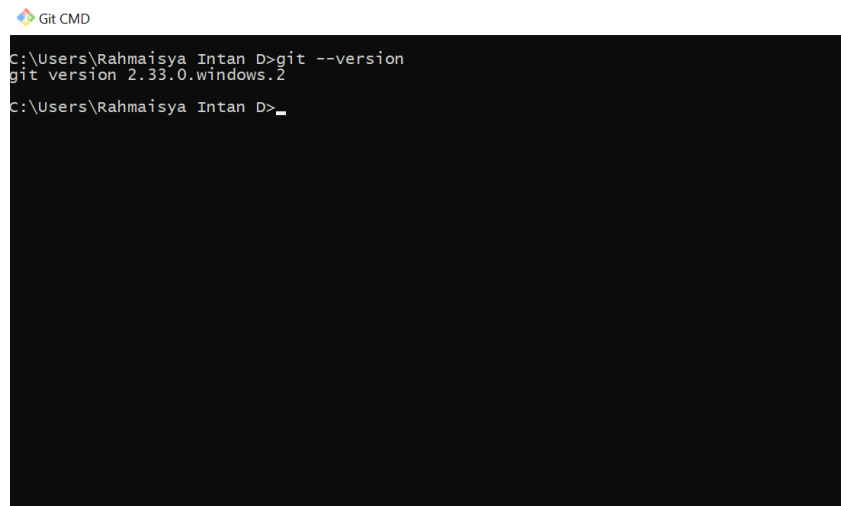 Git CMD
C:\Users\Rahmaisya Intan D>git --version
git version 2.33.0.windows.2
C:\Users\Rahmaisya Intan D>